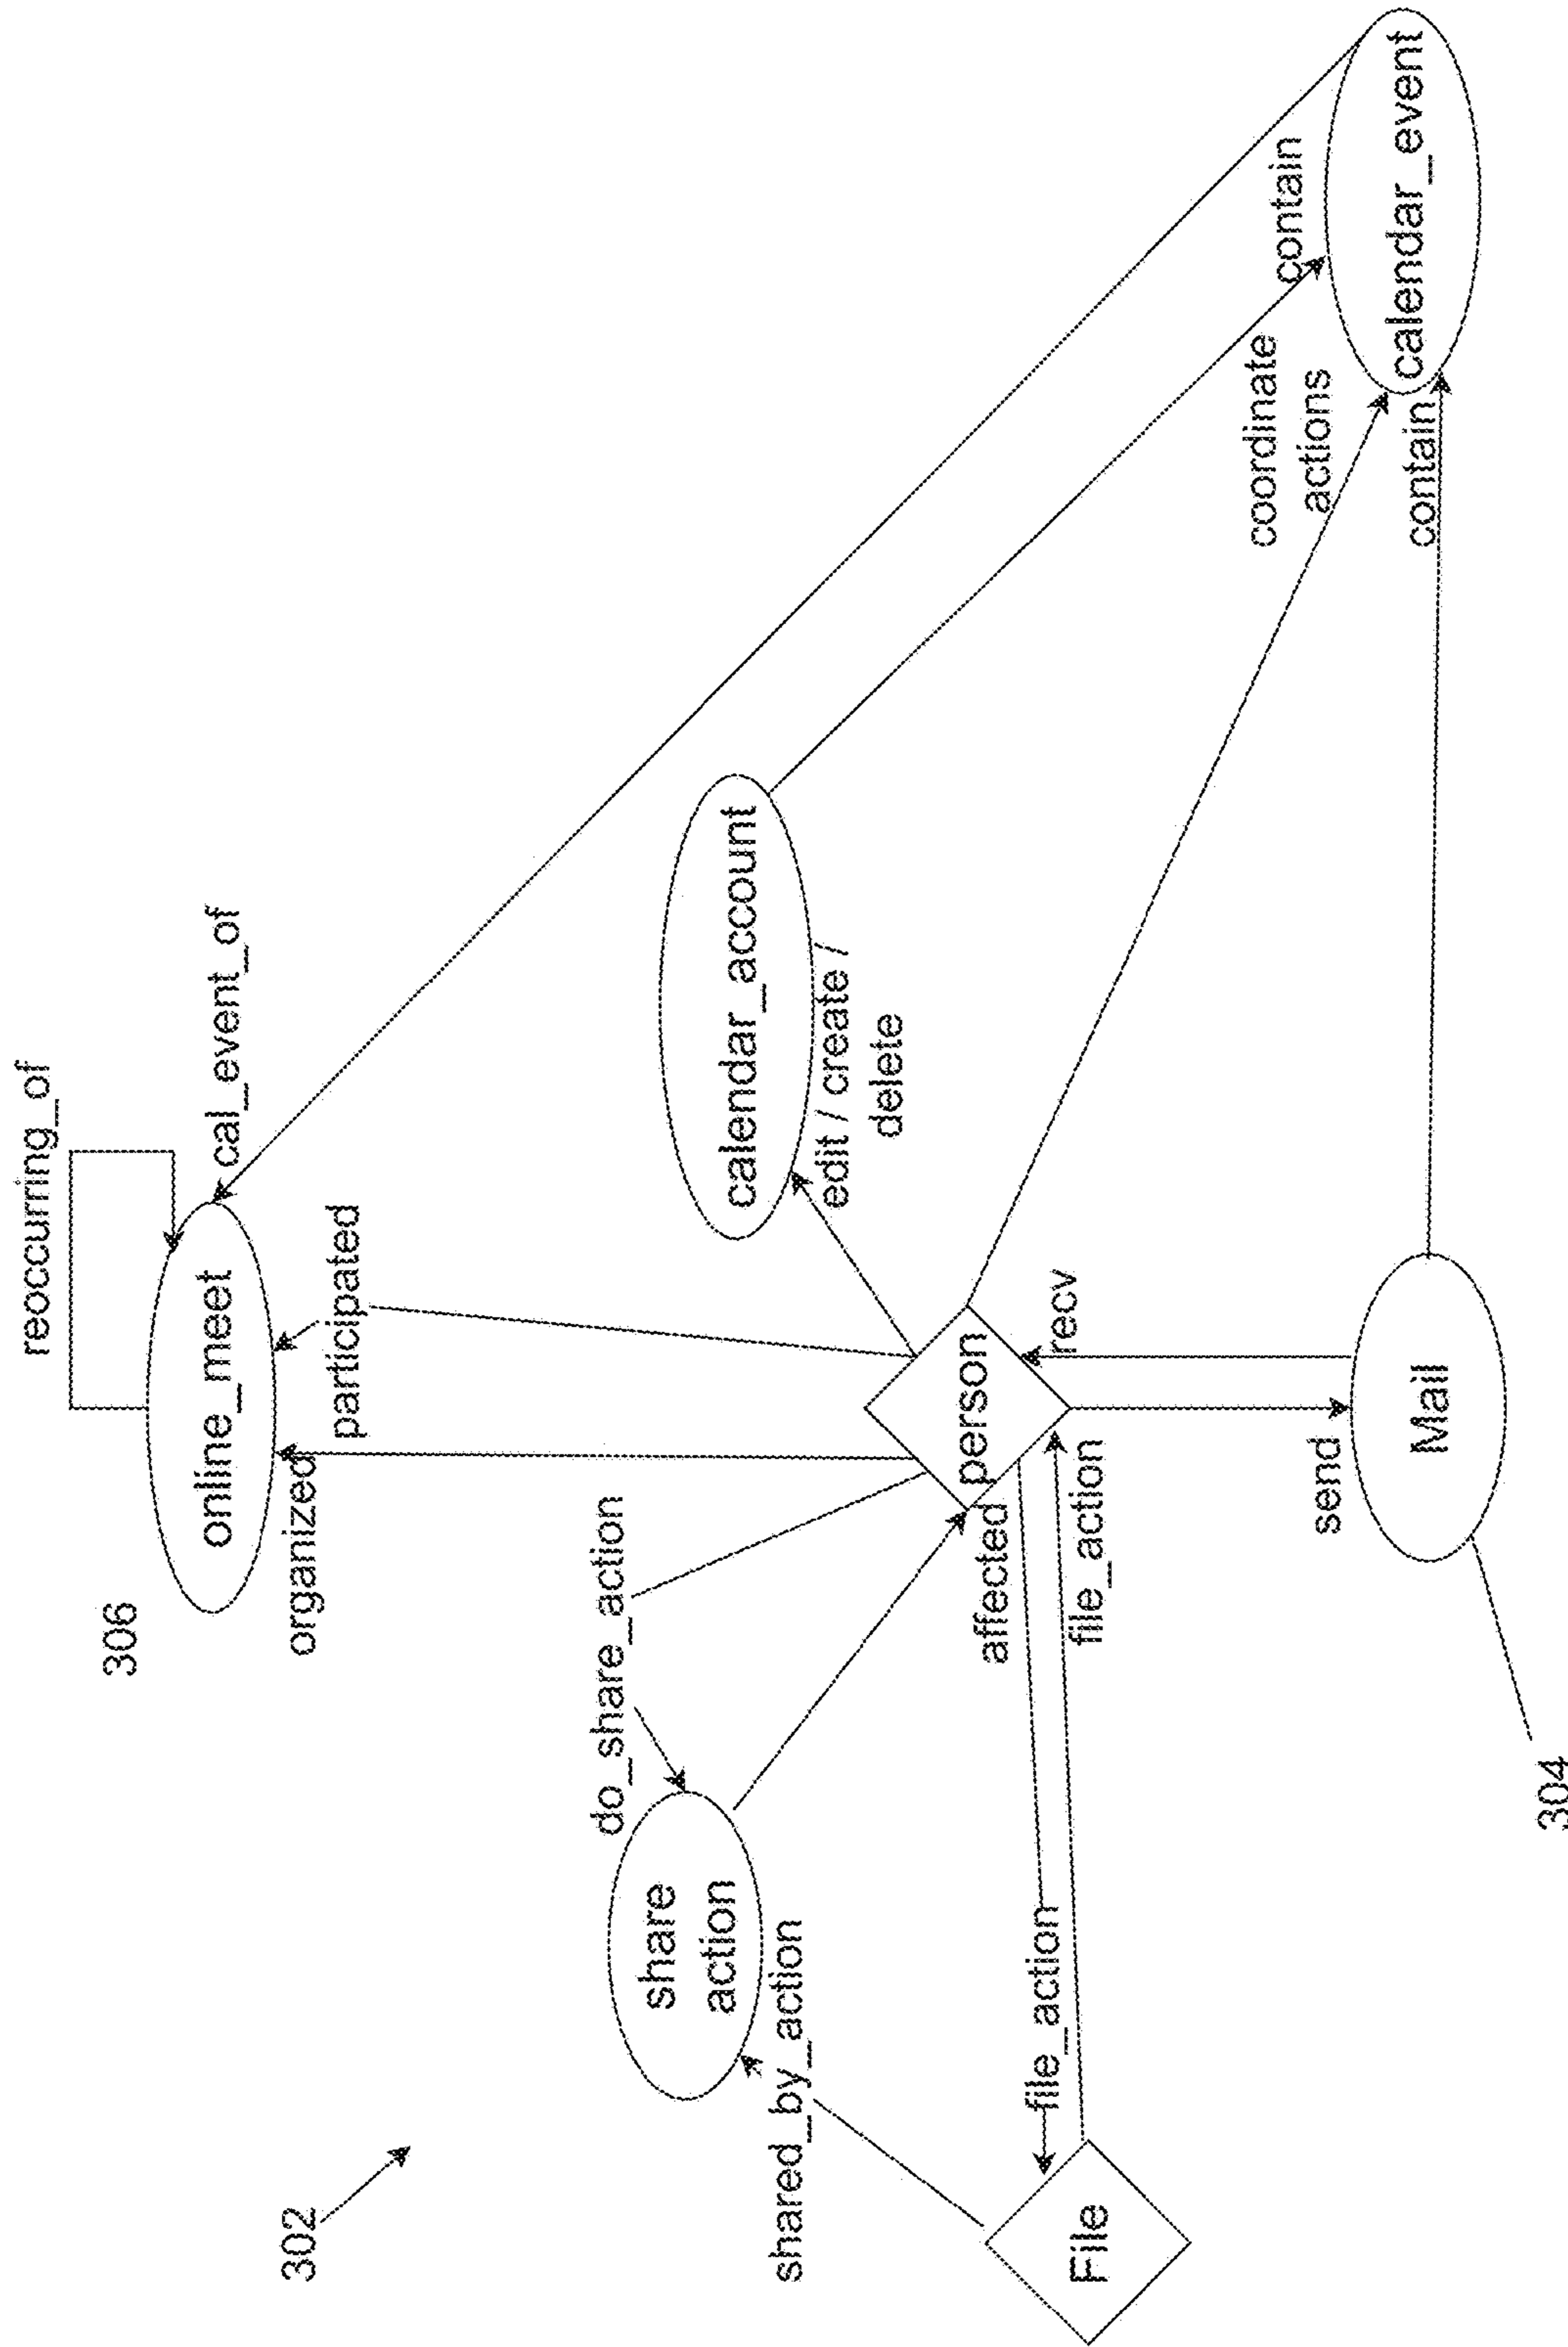 302
306
reoccurring_of
online_meet
cal_event_of
organized
participated
do_share_action
share
action
calendar_account
edit / create /
delete
shared_by_action
affected
person
File
file_action
file_action
recv
send
coordinate
actions
contain
contain
calendar_event
Mail
304